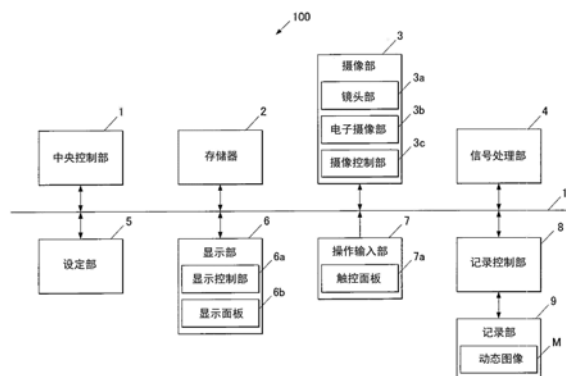 100
1
中央控制部
2
存储器
3
摄像部
3a
镜头部
3b
电子摄像部
3c
摄像控制部
4
信号处理部
1
5
设定部
6
显示部
6a
显示控制部
6b
显示面板
7
操作输入部
7a
触控面板
8
记录控制部
9
记录部
M
动态图像